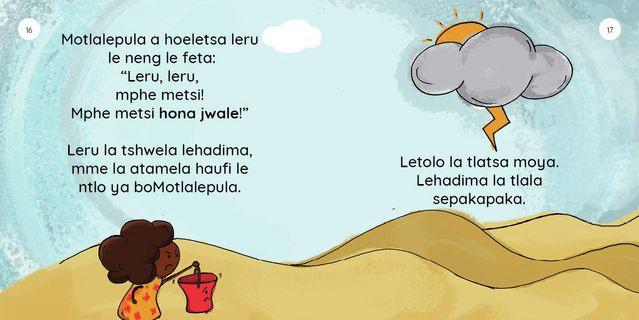 16
Motlalepula a hoeletsa leru
le neng le feta:
“Leru, leru,
mphe metsi!
Mphe metsi hona jwale!”
Leru la tshwela lehadima,
mme la atamela haufi le
ntlo ya boMotlalepula.
17
Letolo la tlatsa moya.
Lehadima la tlala
sepakapaka.